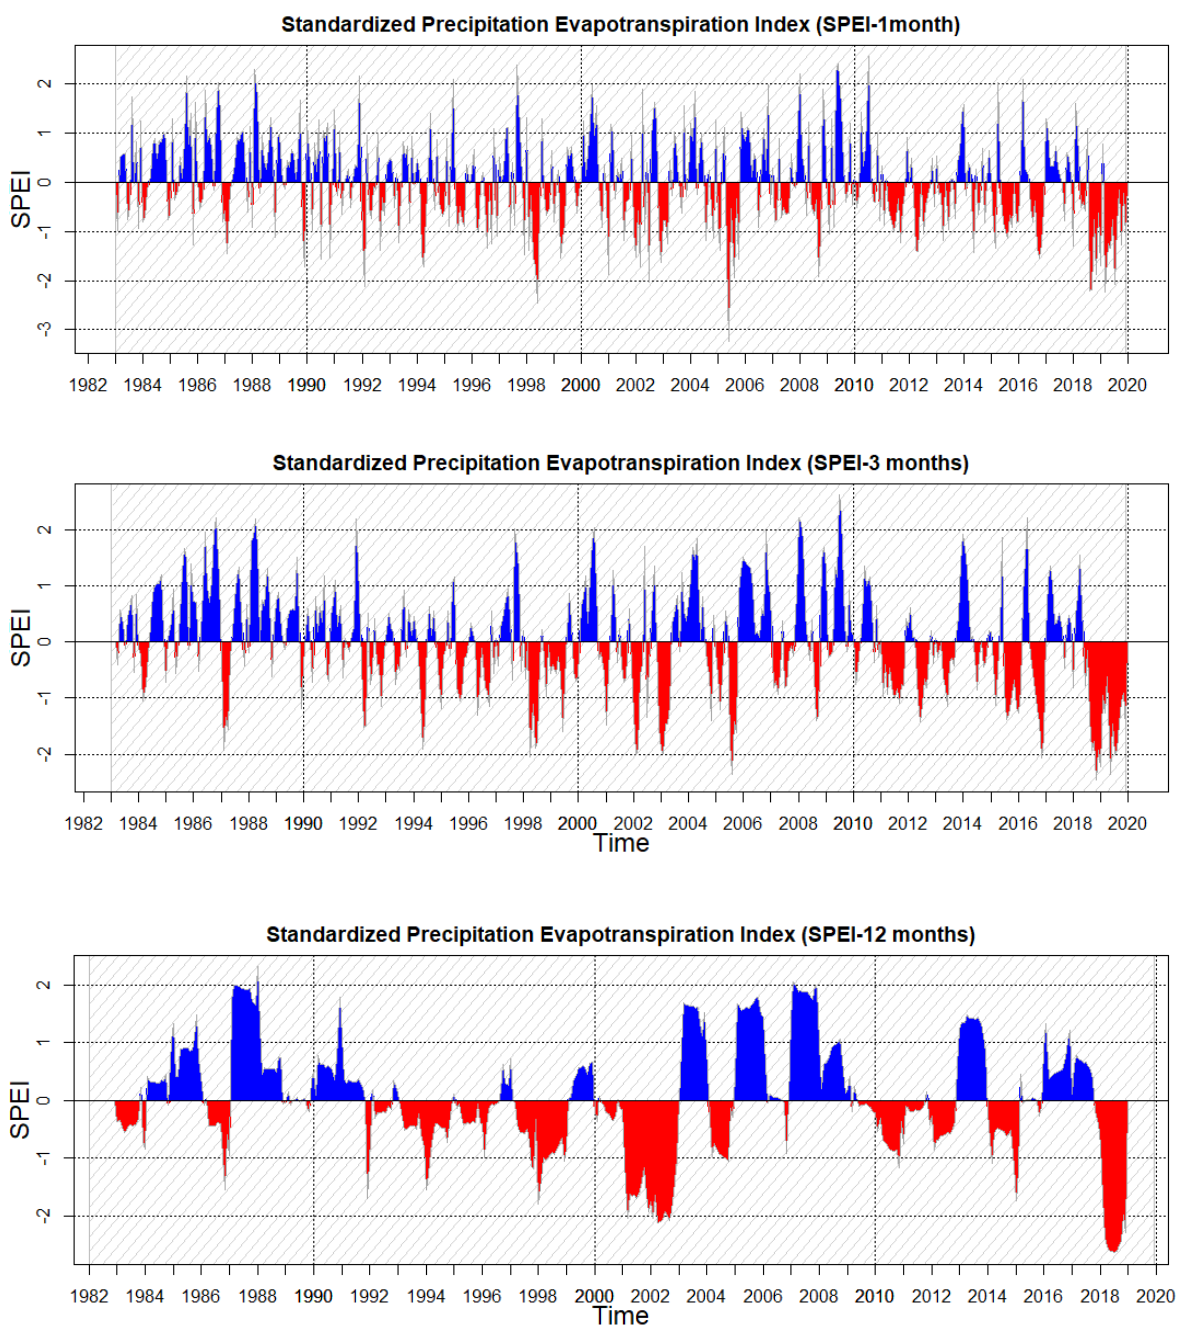 Standardized Precipitation Evapotranspiration Index (SPEI-1month)
SPEI
2
1
0
-1
-2
-3
1982 1984 1986 1988 1990 1992 1994 1996 1998 2000 2002 2004 2006 2008 2010 2012 2014 2016 2018 2020
Standardized Precipitation Evapotranspiration Index (SPEI-3 months)
SPEI
2
1
0
-1
-2
1982 1984 1986 1988 1990 1992 1994 1996 1998 2000 2002 2004 2006 2008 2010 2012 2014 2016 2018 2020
Time
Standardized Precipitation Evapotranspiration Index (SPEI-12 months)
SPEI
2
1
0
-1
-2
1982 1984 1986 1988 1990 1992 1994 1996 1998 2000 2002 2004 2006 2008 2010 2012 2014 2016 2018 2020
Time